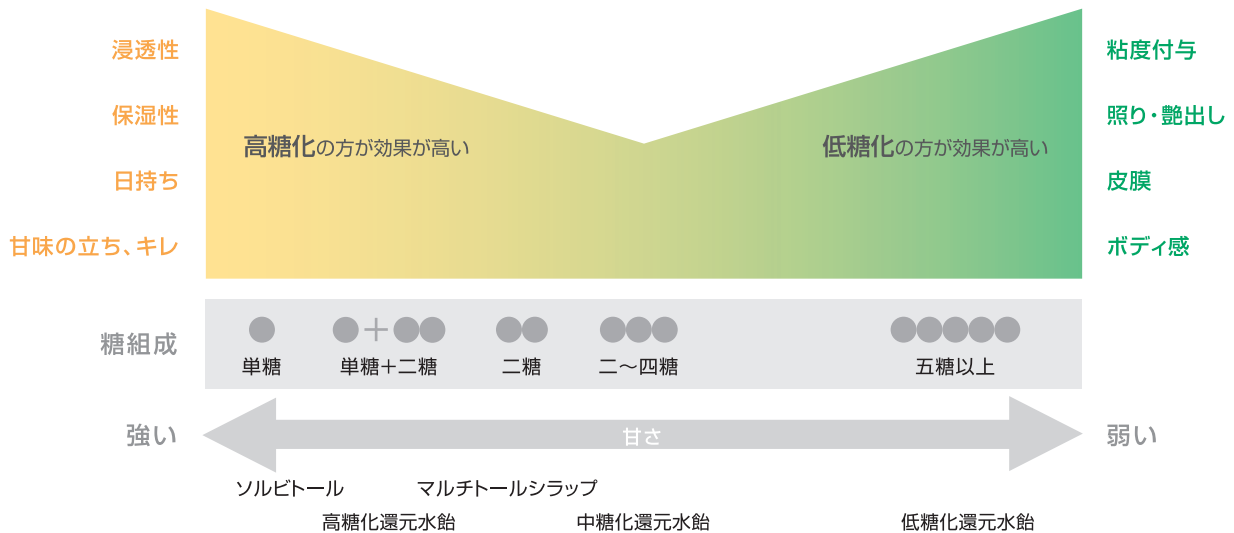 浸透性
保湿性
日持ち
甘味の立ち、キレ
高糖化の方が効果が高い
低糖化の方が効果が高い
粘度付与
照り・艶出し
皮膜
ボディ感
糖組成
単糖
単糖＋二糖
二糖
二～四糖
五糖以上
強い
甘さ
弱い
ソルビトール
マルチトールシラップ
高糖化還元水飴
中糖化還元水飴
低糖化還元水飴